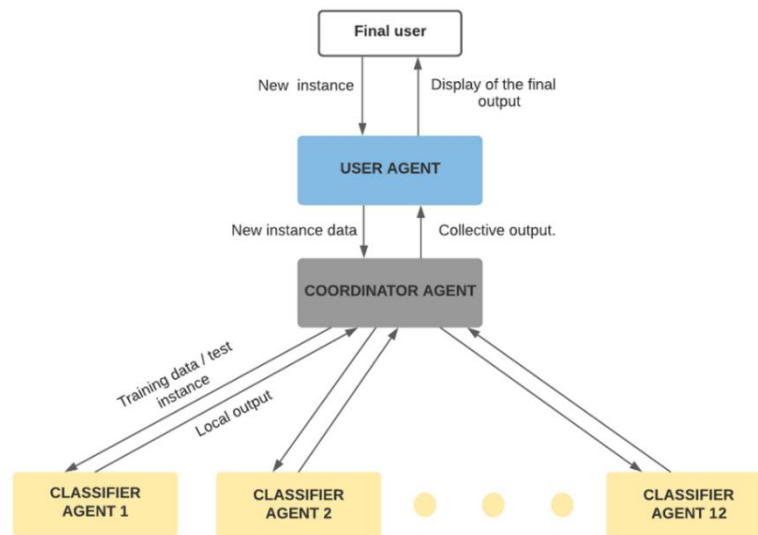 Final user
New instance
Display of the final
output
USER AGENT
New instance data
Collective output.
COORDINATOR AGENT
Training data / test
instance
Local output
CLASSIFIER
AGENT 1
CLASSIFIER
AGENT 2
CLASSIFIER
AGENT 12